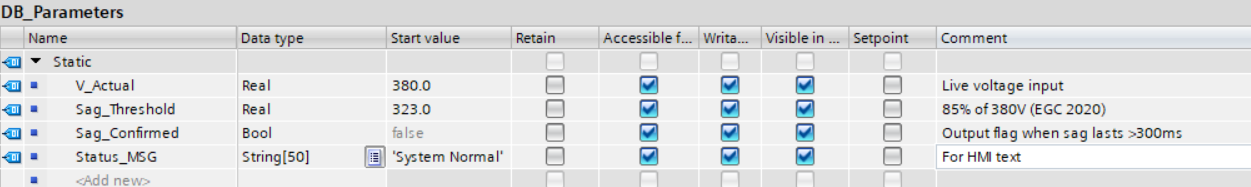 DB_Parameters
Name Data type Start value Retain Accessible f... Writa... Visible in ... Setpoint Comment
Static
V_Actual Real 380.0 Live voltage input
Sag_Threshold Real 323.0 85% of 380V (EGC 2020)
Sag_Confirmed Bool false Output flag when sag lasts >300ms
Status_MSG String[50] 'System Normal' For HMI text
<Add new>